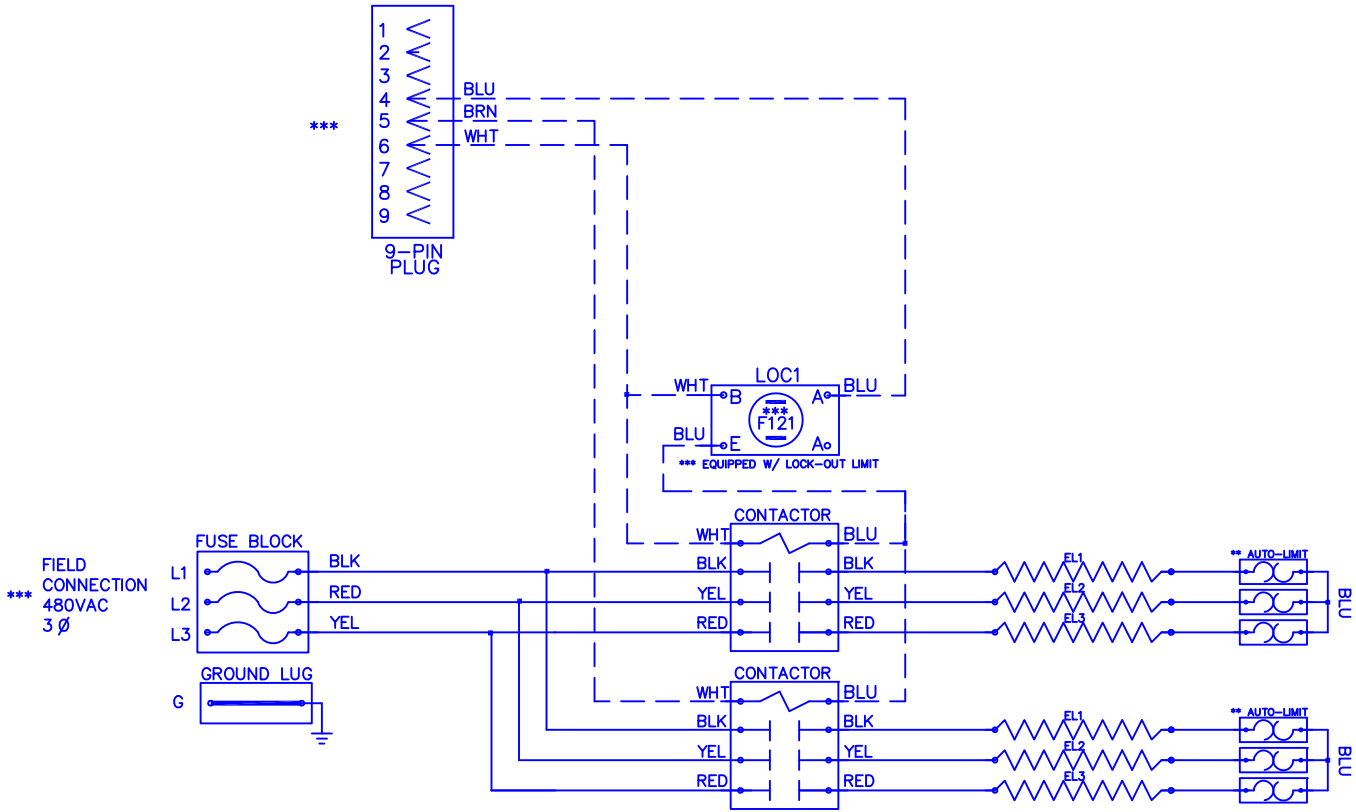 1
2
3
4
5
6
7
8
9
BLU
BRN
WHT
***
9-PIN
PLUG
LOC1
WHT
B
A
BLU
***
F121
BLU
E
A
*** EQUIPPED W/ LOCK-OUT LIMIT
CONTACTOR
WHT
BLU
FUSE BLOCK
FIELD
CONNECTION
*** 480VAC
3 Ø
L1
BLK
BLK
BLK
EL1
** AUTO-LIMIT
L2
RED
YEL
YEL
EL2
BLU
L3
YEL
RED
RED
EL3
GROUND LUG
G
CONTACTOR
WHT
BLU
BLK
BLK
EL1
** AUTO-LIMIT
YEL
YEL
EL2
BLU
RED
RED
EL3